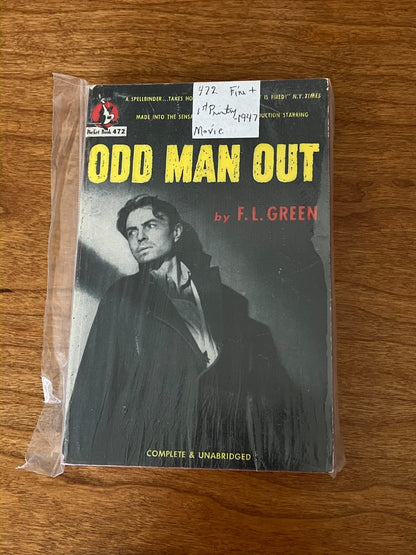 472 Fine +
1st Printing
1947
Movie
"A SPELLBINDER...TAKES HO IS FIRED!" N.Y. TIMES
MADE INTO THE SENSA DUCTION STARRING
Pocket Book 472
ODD MAN OUT
by F. L. GREEN
COMPLETE & UNABRIDGED